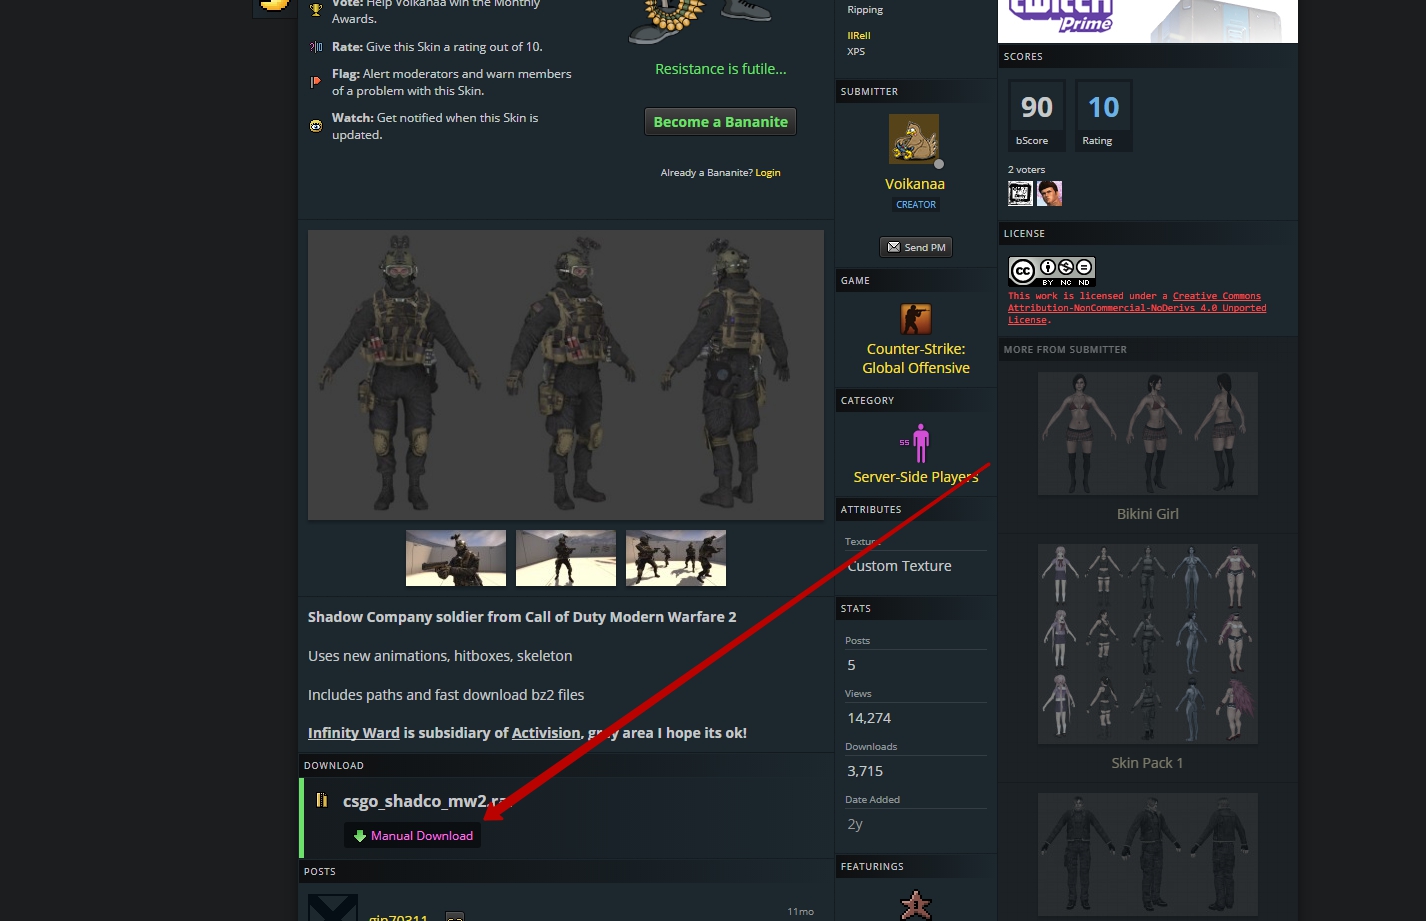 Vote: Help Voikanaa win the Monthly
Awards.
Rate: Give this Skin a rating out of 10.
Flag: Alert moderators and warn members
of a problem with this Skin.
Watch: Get notified when this Skin is
updated.
Resistance is futile...
Become a Bananite
Already a Bananite? Login
Shadow Company soldier from Call of Duty Modern Warfare 2
Uses new animations, hitboxes, skeleton
Includes paths and fast download bz2 files
Infinity Ward is subsidiary of Activision, grey area I hope its ok!
DOWNLOAD
csgo_shadco_mw2.rar
Manual Download
POSTS
gin70311
11mo
Ripping
IIRell
XPS
SUBMITTER
Voikanaa
CREATOR
Send PM
GAME
Counter-Strike:
Global Offensive
CATEGORY
SS
Server-Side Players
ATTRIBUTES
Texture
Custom Texture
STATS
Posts
5
Views
14,274
Downloads
3,715
Date Added
2y
FEATURINGS
twitch
Prime
SCORES
90
bScore
10
Rating
2 voters
LICENSE
cc
BY NC ND
This work is licensed under a Creative Commons
Attribution-NonCommercial-NoDerivs 4.0 Unported
License.
MORE FROM SUBMITTER
Bikini Girl
Skin Pack 1